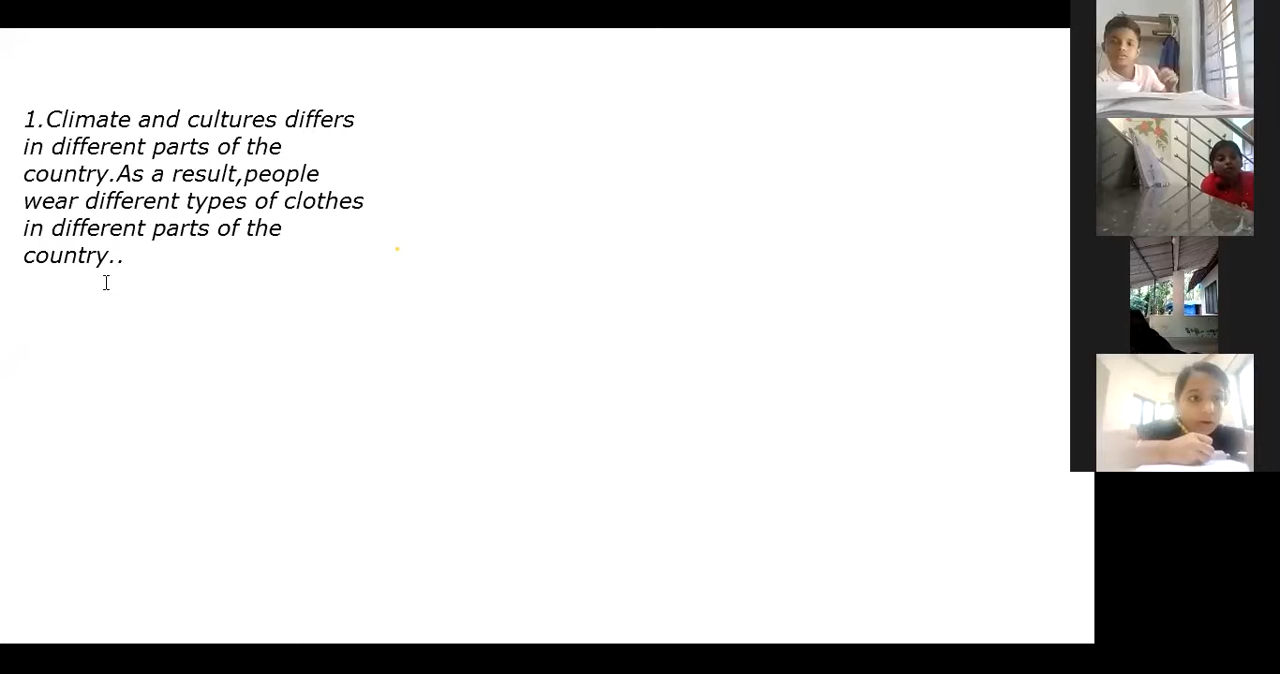 1.Climate and cultures differs
in different parts of the
country.As a result,people
wear different types of clothes
in different parts of the
country..